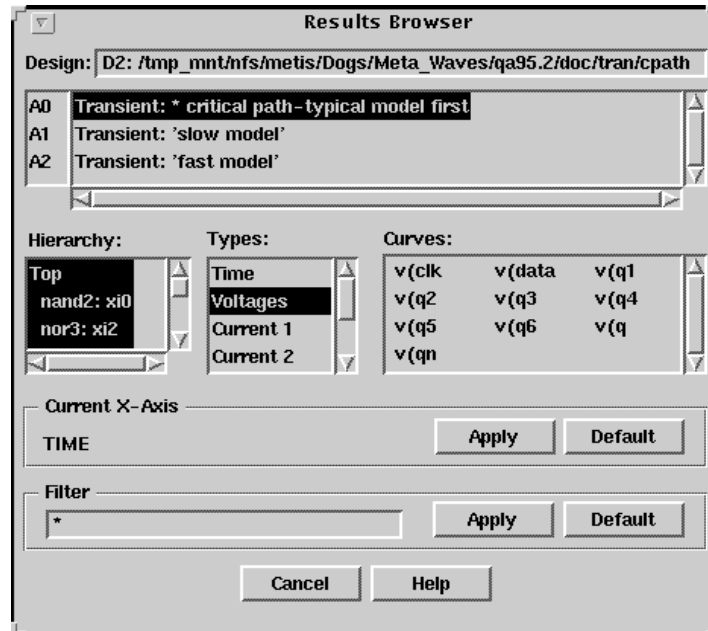 Results Browser
Design: D2: /tmp_mnt/nfs/metis/Dogs/Meta_Waves/qa95.2/doc/tran/cpath
A0 Transient: * critical path-typical model first
A1 Transient: 'slow model'
A2 Transient: 'fast model'
Hierarchy: Types: Curves:
Top Time v(clk v(data v(q1
nand2: xi0 Voltages v(q2 v(q3 v(q4
nor3: xi2 Current 1 v(q5 v(q6 v(q
Current 2 v(qn
Current X-Axis
TIME Apply Default
Filter
* Apply Default
Cancel Help